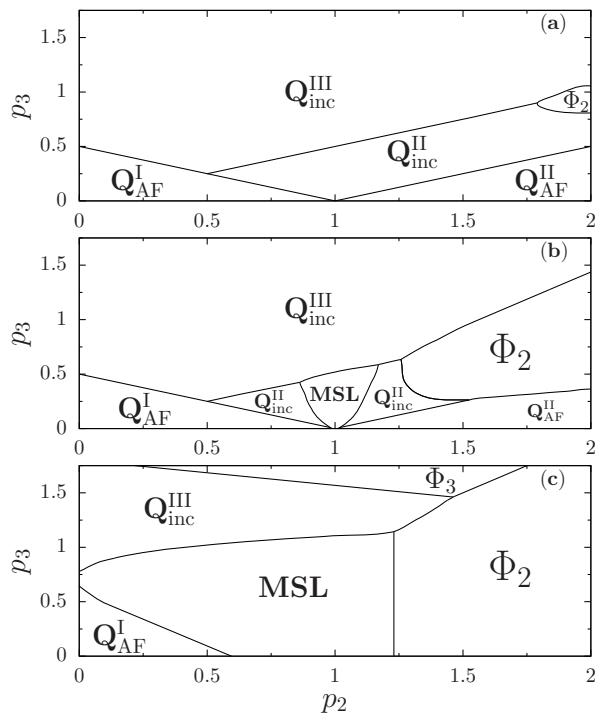 (a)
p₃
1.5
1
0.5
0
Q^III_inc
Φ₂
Q^II_inc
Q^I_AF
Q^II_AF
0 0.5 1 1.5 2
(b)
p₃
1.5
1
0.5
0
Q^III_inc
Φ₂
Q^I_AF
Q^II_inc
MSL
Q^II_inc
Q^II_AF
0 0.5 1 1.5 2
(c)
p₃
1.5
1
0.5
0
Φ₃
Q^III_inc
MSL
Φ₂
Q^I_AF
0 0.5 1 1.5 2
p₂